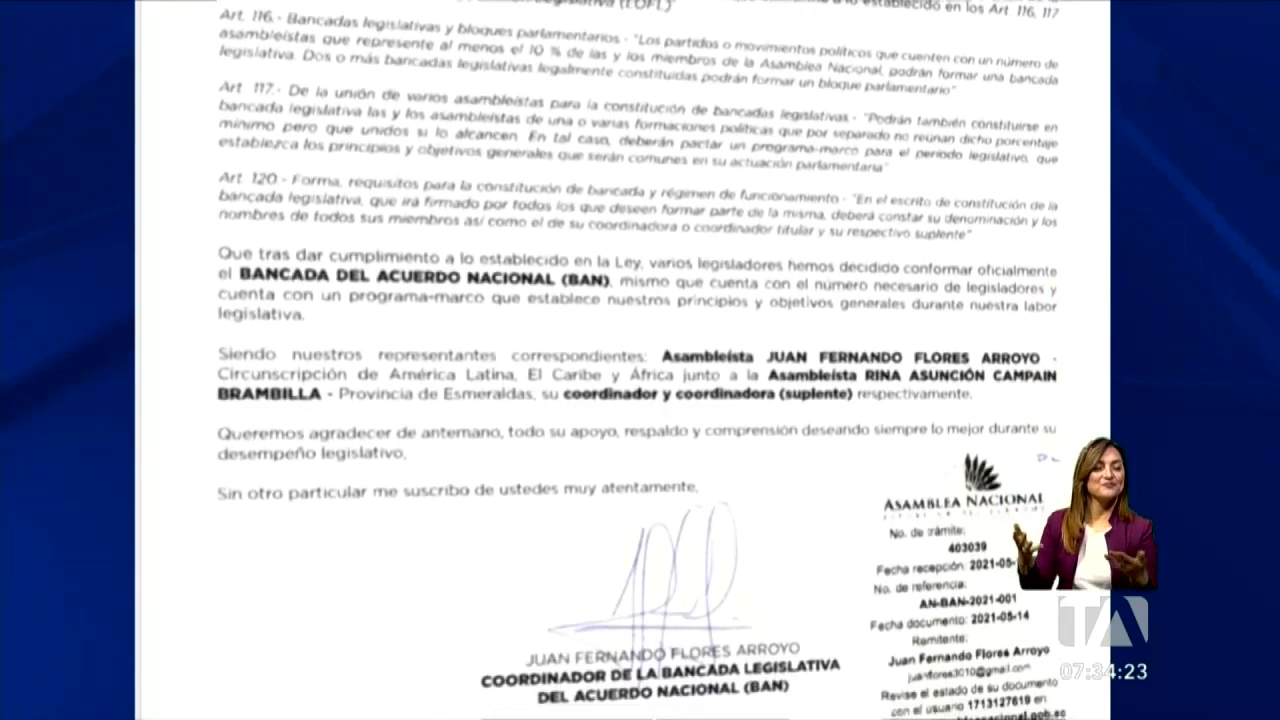 establecido en los Art 116, 117
Art. 116.- Bancadas legislativas y bloques parlamentarios.- "Los partidos o movimientos políticos que cuenten con un número de
asambleístas que represente al menos el 10 % de las y los miembros de la Asamblea Nacional, podrán formar una bancada
legislativa. Dos o más bancadas legislativas legalmente constituidas podrán formar un bloque parlamentario"
Art. 117.- De la unión de varios asambleístas para la constitución de bancadas legislativas.- "Podrán también constituirse en
bancada legislativa las y los asambleístas de una o varias formaciones políticas que por separado no reúnan dicho porcentaje
mínimo pero que unidos si lo alcancen. En tal caso, deberán pactar un programa-marco para el período legislativo, que
establezca los principios y objetivos generales que serán comunes en su actuación parlamentaria"
Art. 120.- Forma, requisitos para la constitución de bancada y régimen de funcionamiento.- "En el escrito de constitución de la
bancada legislativa, que irá firmado por todos los que deseen formar parte de la misma, deberá constar su denominación y los
nombres de todos sus miembros así como el de su coordinadora o coordinador titular y su respectivo suplente"
Que tras dar cumplimiento a lo establecido en la Ley, varios legisladores hemos decidido conformar oficialmente
el BANCADA DEL ACUERDO NACIONAL (BAN), mismo que cuenta con el número necesario de legisladores y
cuenta con un programa-marco que establece nuestros principios y objetivos generales durante nuestra labor
legislativa.
Siendo nuestros representantes correspondientes: Asambleísta JUAN FERNANDO FLORES ARROYO -
Circunscripción de América Latina, El Caribe y África junto a la Asambleísta RINA ASUNCIÓN CAMPAIN
BRAMBILLA - Provincia de Esmeraldas, su coordinador y coordinadora (suplente) respectivamente.
Queremos agradecer de antemano, todo su apoyo, respaldo y comprensión deseando siempre lo mejor durante su
desempeño legislativo,
Sin otro particular me suscribo de ustedes muy atentamente,
JUAN FERNANDO FLORES ARROYO
COORDINADOR DE LA BANCADA LEGISLATIVA
DEL ACUERDO NACIONAL (BAN)
ASAMBLEA NACIONAL
No. de trámite:
403039
Fecha recepción: 2021-05-
No. de referencia:
AN-BAN-2021-001
Fecha documento: 2021-05-14
Remitente:
Juan Fernando Flores Arroyo
juanflores3010@gmail.com
Revise el estado de su documento
con el usuario 1713127619 en
TA
07:34:23